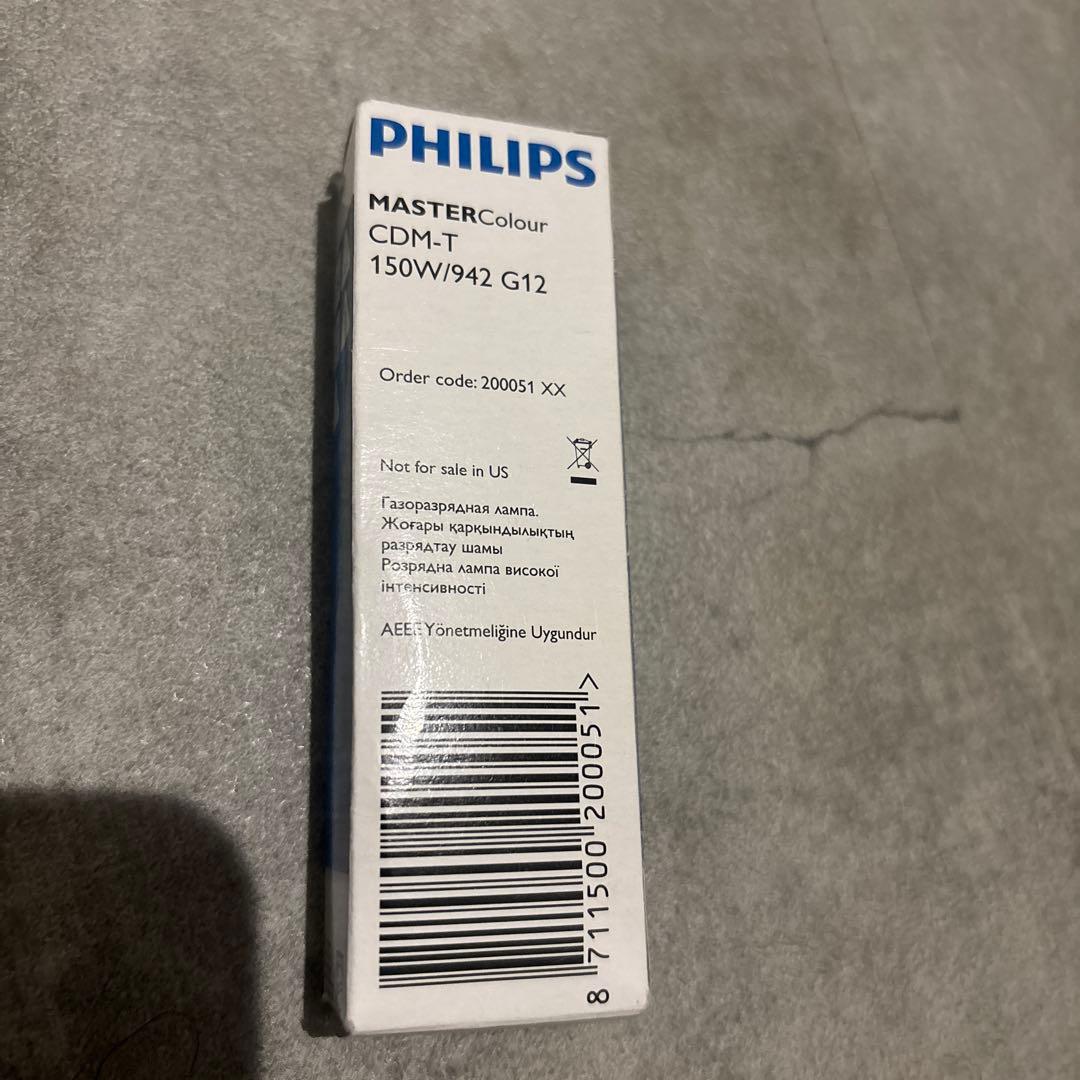 PHILIPS
MASTERColour
CDM-T
150W/942 G12
Order code: 200051 XX
Not for sale in US
Газоразрядная лампа.
Жоғары қарқындылықтың
разрядтау шамы
Розрядна лампа високої
інтенсивності
AEEE Yönetmeliğine Uygundur
8 711500 200051 >